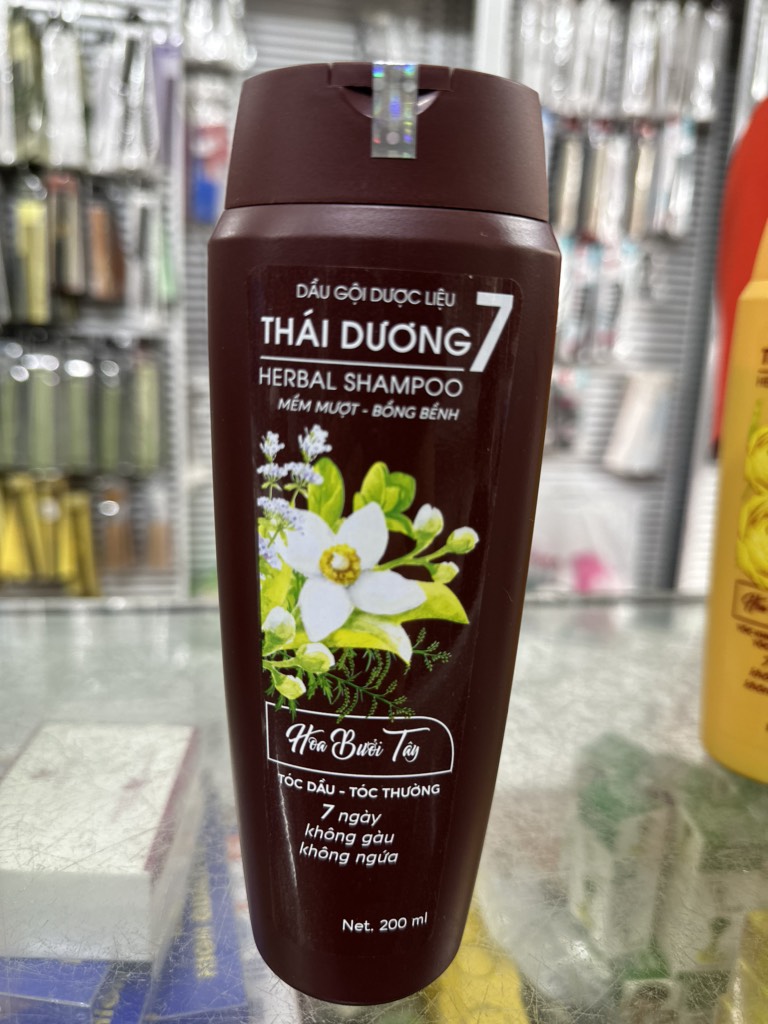 DẦU GỘI DƯỢC LIỆU
THÁI DƯƠNG 7
HERBAL SHAMPOO
MỀM MƯỢT - BỒNG BỀNH
Hoa Bưởi Tây
TÓC DẦU - TÓC THƯỜNG
7 ngày
không gàu
không ngứa
Net. 200 ml